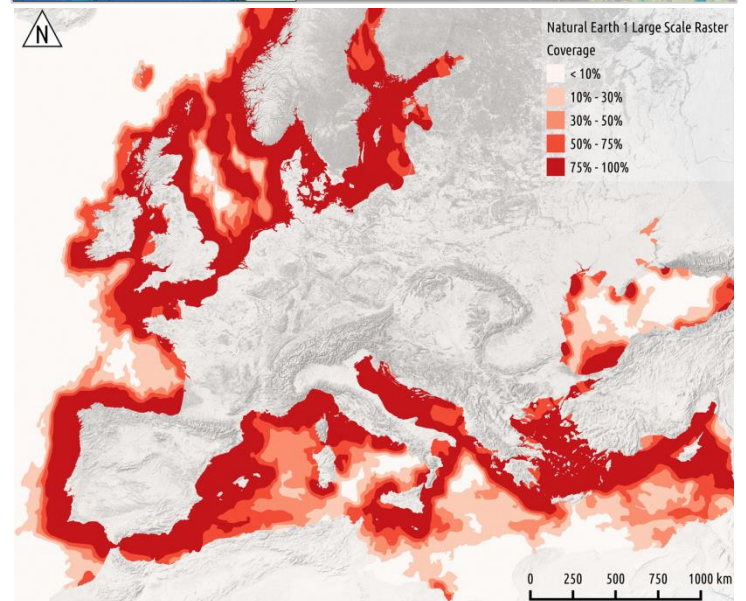 N
Natural Earth 1 Large Scale Raster
Coverage
< 10%
10% - 30%
30% - 50%
50% - 75%
75% - 100%
0 250 500 750 1000 km